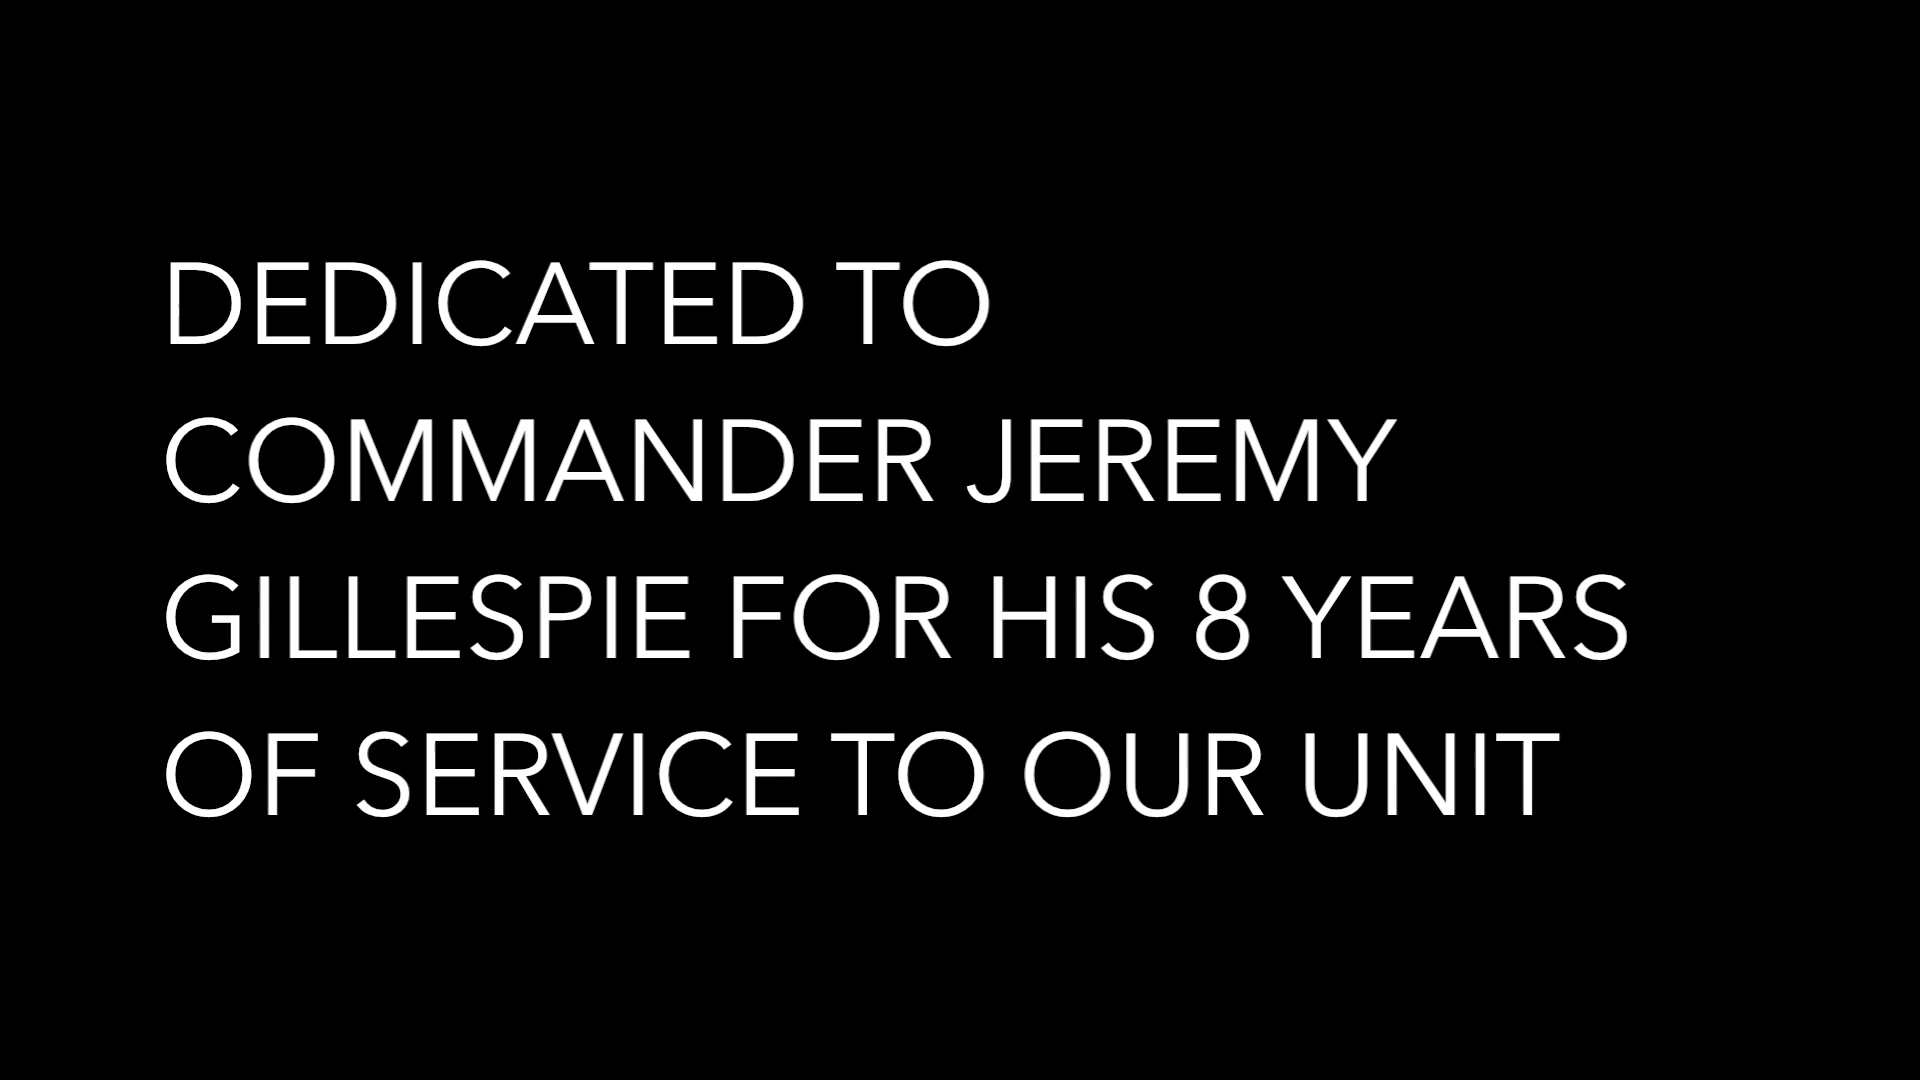 DEDICATED TO
COMMANDER JEREMY
GILLESPIE FOR HIS 8 YEARS
OF SERVICE TO OUR UNIT